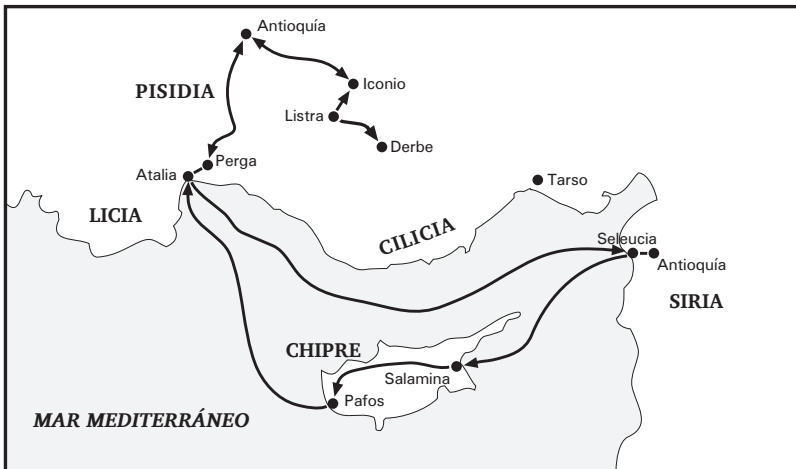 Antioquía
PISIDIA
Iconio
Listra
Derbe
Perga
Atalia
Tarso
LICIA
CILICIA
Seleucia
Antioquía
SIRIA
CHIPRE
Salamina
Pafos
MAR MEDITERRÁNEO